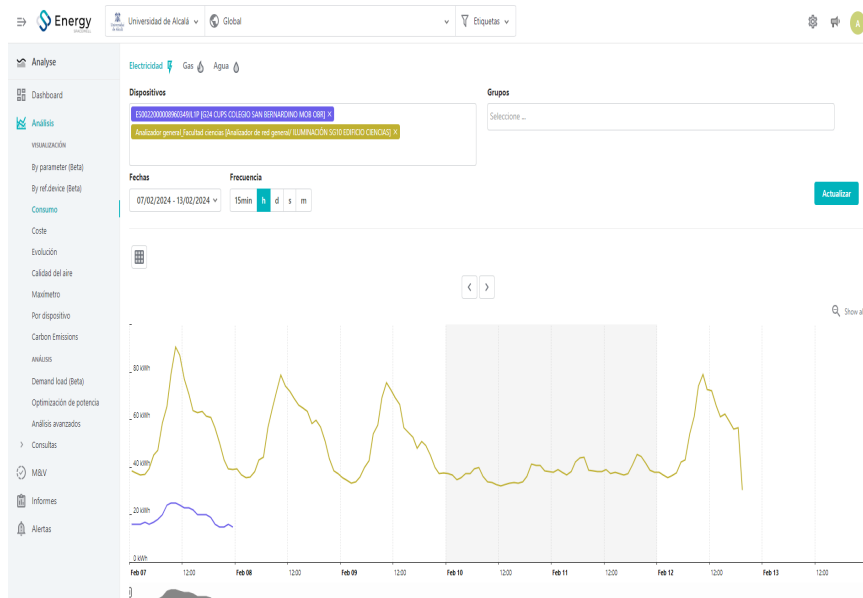 Energy
Universidad de Alcalá
Global
Etiquetas
A
Analyse
Dashboard
Análisis
VISUALIZACIÓN
By parameter (Beta)
By ref.device (Beta)
Consumo
Coste
Evolución
Calidad del aire
Maxímetro
Por dispositivo
Carbon Emissions
ANÁLISIS
Demand load (Beta)
Optimización de potencia
Análisis avanzados
Consultas
M&V
Informes
Alertas
Electricidad Gas Agua
Dispositivos
ES0022000008960349JL1P [G24 CUPS COLEGIO SAN BERNARDINO MOB OBR] ×
Analizador general_Facultad ciencias [Analizador de red general/ ILUMINACIÓN SG10 EDIFICIO CIENCIAS] ×
Grupos
Seleccione ...
Fechas
07/02/2024 - 13/02/2024
Frecuencia
15min h d s m
Actualizar
Show al
80 kWh
60 kWh
40 kWh
20 kWh
0 kWh
Feb 07 12:00 Feb 08 12:00 Feb 09 12:00 Feb 10 12:00 Feb 11 12:00 Feb 12 12:00 Feb 13 12:00